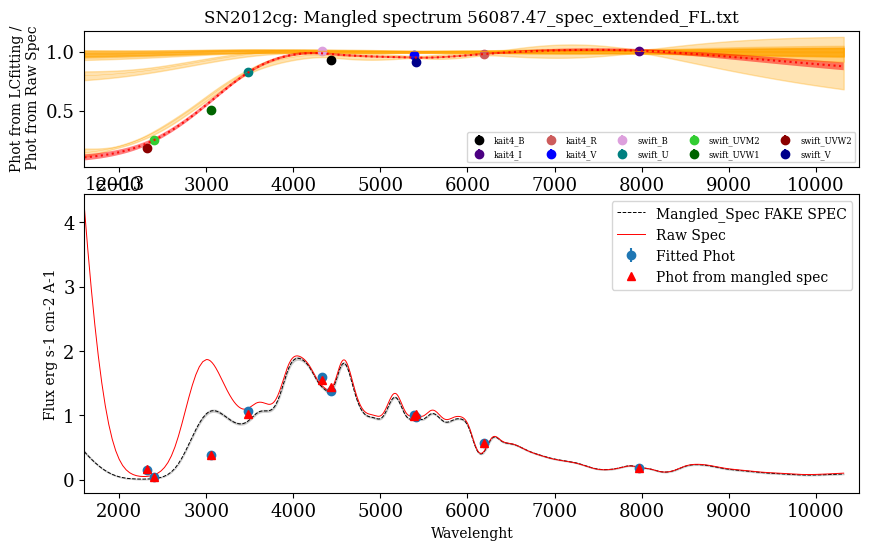 SN2012cg: Mangled spectrum 56087.47_spec_extended_FL.txt
Phot from LCfitting /
Phot from Raw Spec
1.0
0.5
kait4_B kait4_R swift_B swift_UVM2 swift_UVW2
kait4_I kait4_V swift_U swift_UVW1 swift_V
2000 3000 4000 5000 6000 7000 8000 9000 10000
1e−13
Flux erg s-1 cm-2 A-1
4
3
2
1
0
Mangled_Spec FAKE SPEC
Raw Spec
Fitted Phot
Phot from mangled spec
2000 3000 4000 5000 6000 7000 8000 9000 10000
Wavelenght